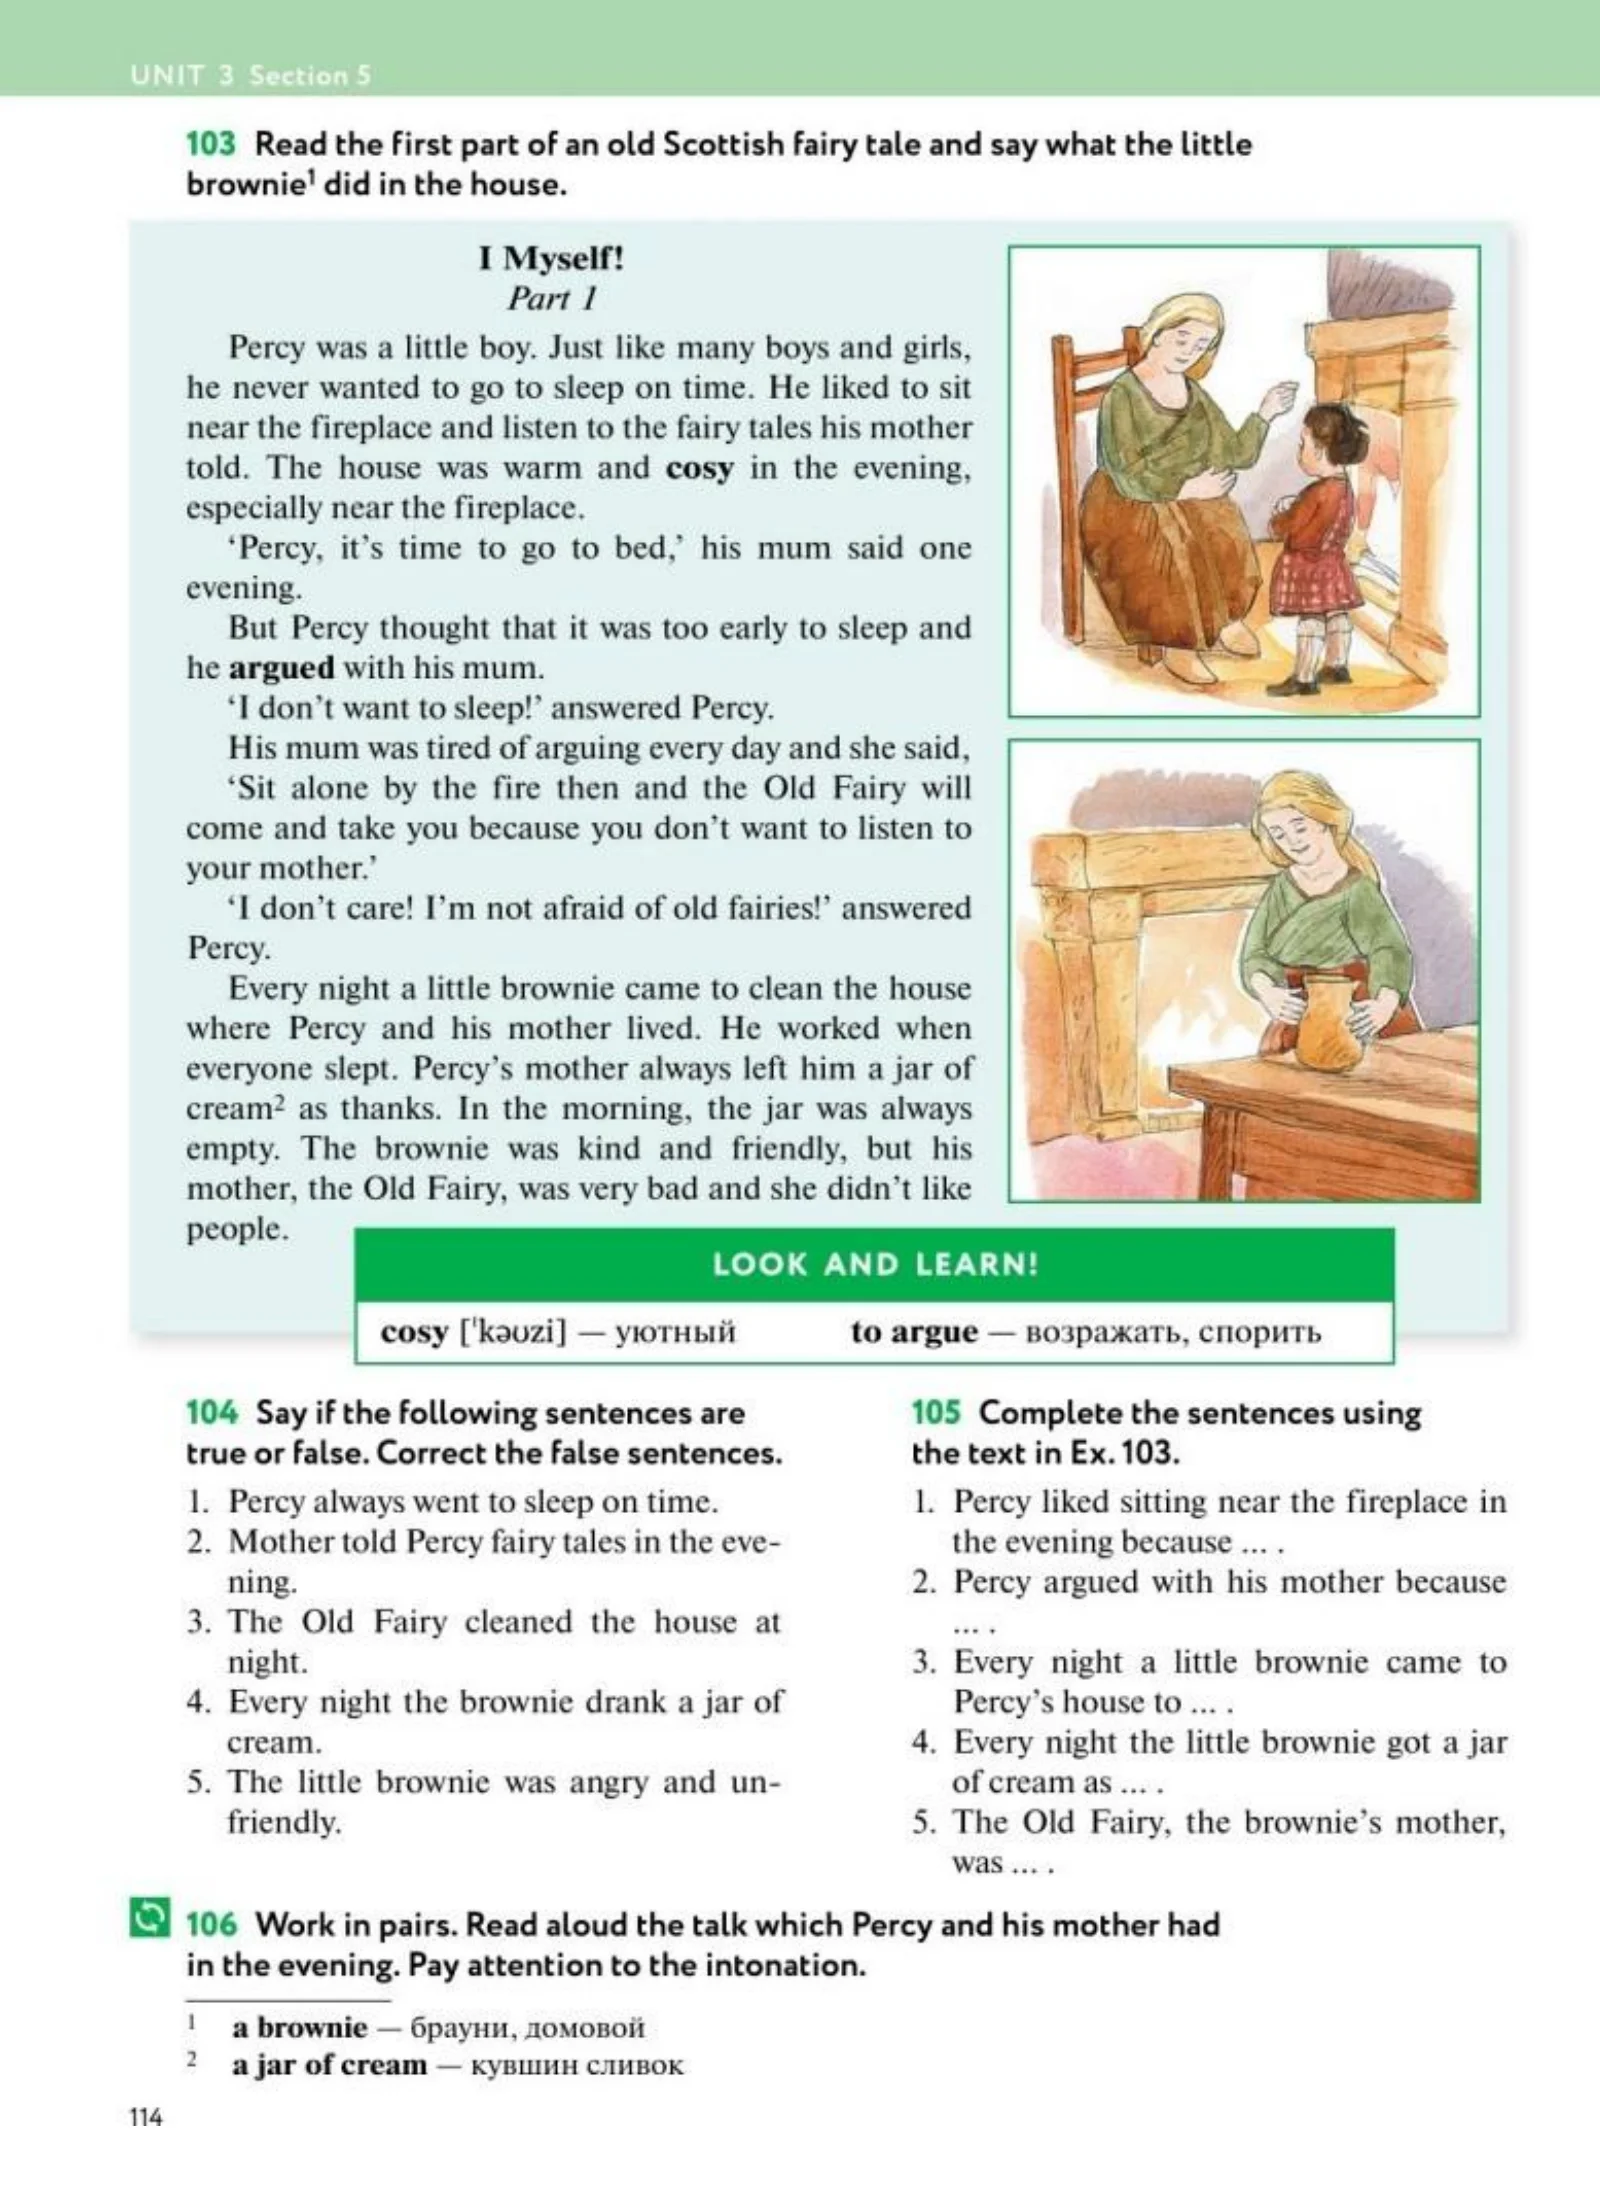 UNIT 3 Section 5
103 Read the first part of an old Scottish fairy tale and say what the little
brownie¹ did in the house.
I Myself!
Part 1
Percy was a little boy. Just like many boys and girls,
he never wanted to go to sleep on time. He liked to sit
near the fireplace and listen to the fairy tales his mother
told. The house was warm and cosy in the evening,
especially near the fireplace.
‘Percy, it’s time to go to bed,’ his mum said one
evening.
But Percy thought that it was too early to sleep and
he argued with his mum.
‘I don’t want to sleep!’ answered Percy.
His mum was tired of arguing every day and she said,
‘Sit alone by the fire then and the Old Fairy will
come and take you because you don’t want to listen to
your mother.’
‘I don’t care! I’m not afraid of old fairies!’ answered
Percy.
Every night a little brownie came to clean the house
where Percy and his mother lived. He worked when
everyone slept. Percy’s mother always left him a jar of
cream² as thanks. In the morning, the jar was always
empty. The brownie was kind and friendly, but his
mother, the Old Fairy, was very bad and she didn’t like
people.
LOOK AND LEARN!
cosy [ˈkəʊzi] — уютный to argue — возражать, спорить
104 Say if the following sentences are
true or false. Correct the false sentences.
1. Percy always went to sleep on time.
2. Mother told Percy fairy tales in the eve-
ning.
3. The Old Fairy cleaned the house at
night.
4. Every night the brownie drank a jar of
cream.
5. The little brownie was angry and un-
friendly.
105 Complete the sentences using
the text in Ex. 103.
1. Percy liked sitting near the fireplace in
the evening because ... .
2. Percy argued with his mother because
... .
3. Every night a little brownie came to
Percy’s house to ... .
4. Every night the little brownie got a jar
of cream as ... .
5. The Old Fairy, the brownie’s mother,
was ... .
106 Work in pairs. Read aloud the talk which Percy and his mother had
in the evening. Pay attention to the intonation.
1 a brownie — брауни, домовой
2 a jar of cream — кувшин сливок
114